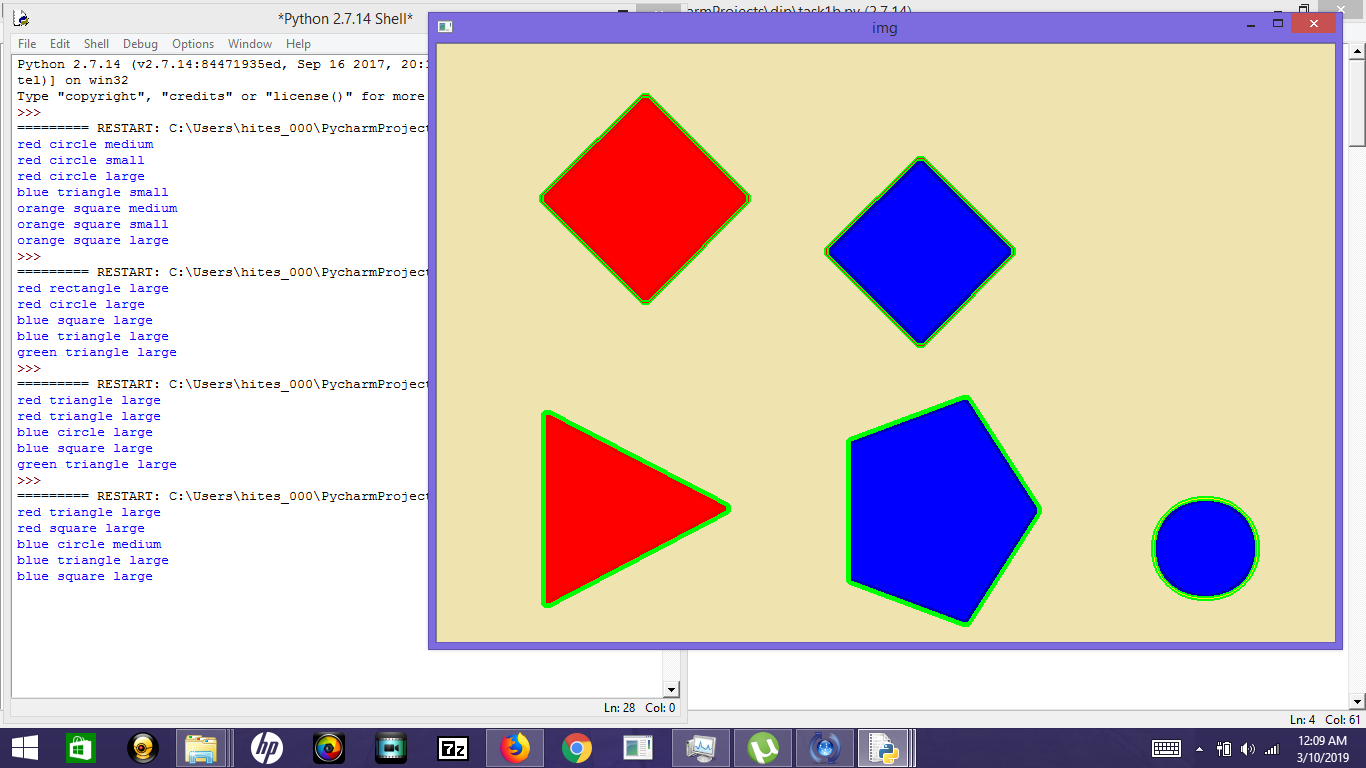 *Python 2.7.14 Shell*
armProjects\dip\task1b.py (2.7.14)
img
File Edit Shell Debug Options Window Help
Python 2.7.14 (v2.7.14:84471935ed, Sep 16 2017, 20:
tel)] on win32
Type "copyright", "credits" or "license()" for more
>>>
========= RESTART: C:\Users\hites_000\PycharmProject
red circle medium
red circle small
red circle large
blue triangle small
orange square medium
orange square small
orange square large
>>>
========= RESTART: C:\Users\hites_000\PycharmProject
red rectangle large
red circle large
blue square large
blue triangle large
green triangle large
>>>
========= RESTART: C:\Users\hites_000\PycharmProject
red triangle large
red triangle large
blue circle large
blue square large
green triangle large
>>>
========= RESTART: C:\Users\hites_000\PycharmProject
red triangle large
red square large
blue circle medium
blue triangle large
blue square large
Ln: 28 Col: 0
Ln: 4 Col: 61
hp
7z
12:09 AM
3/10/2019